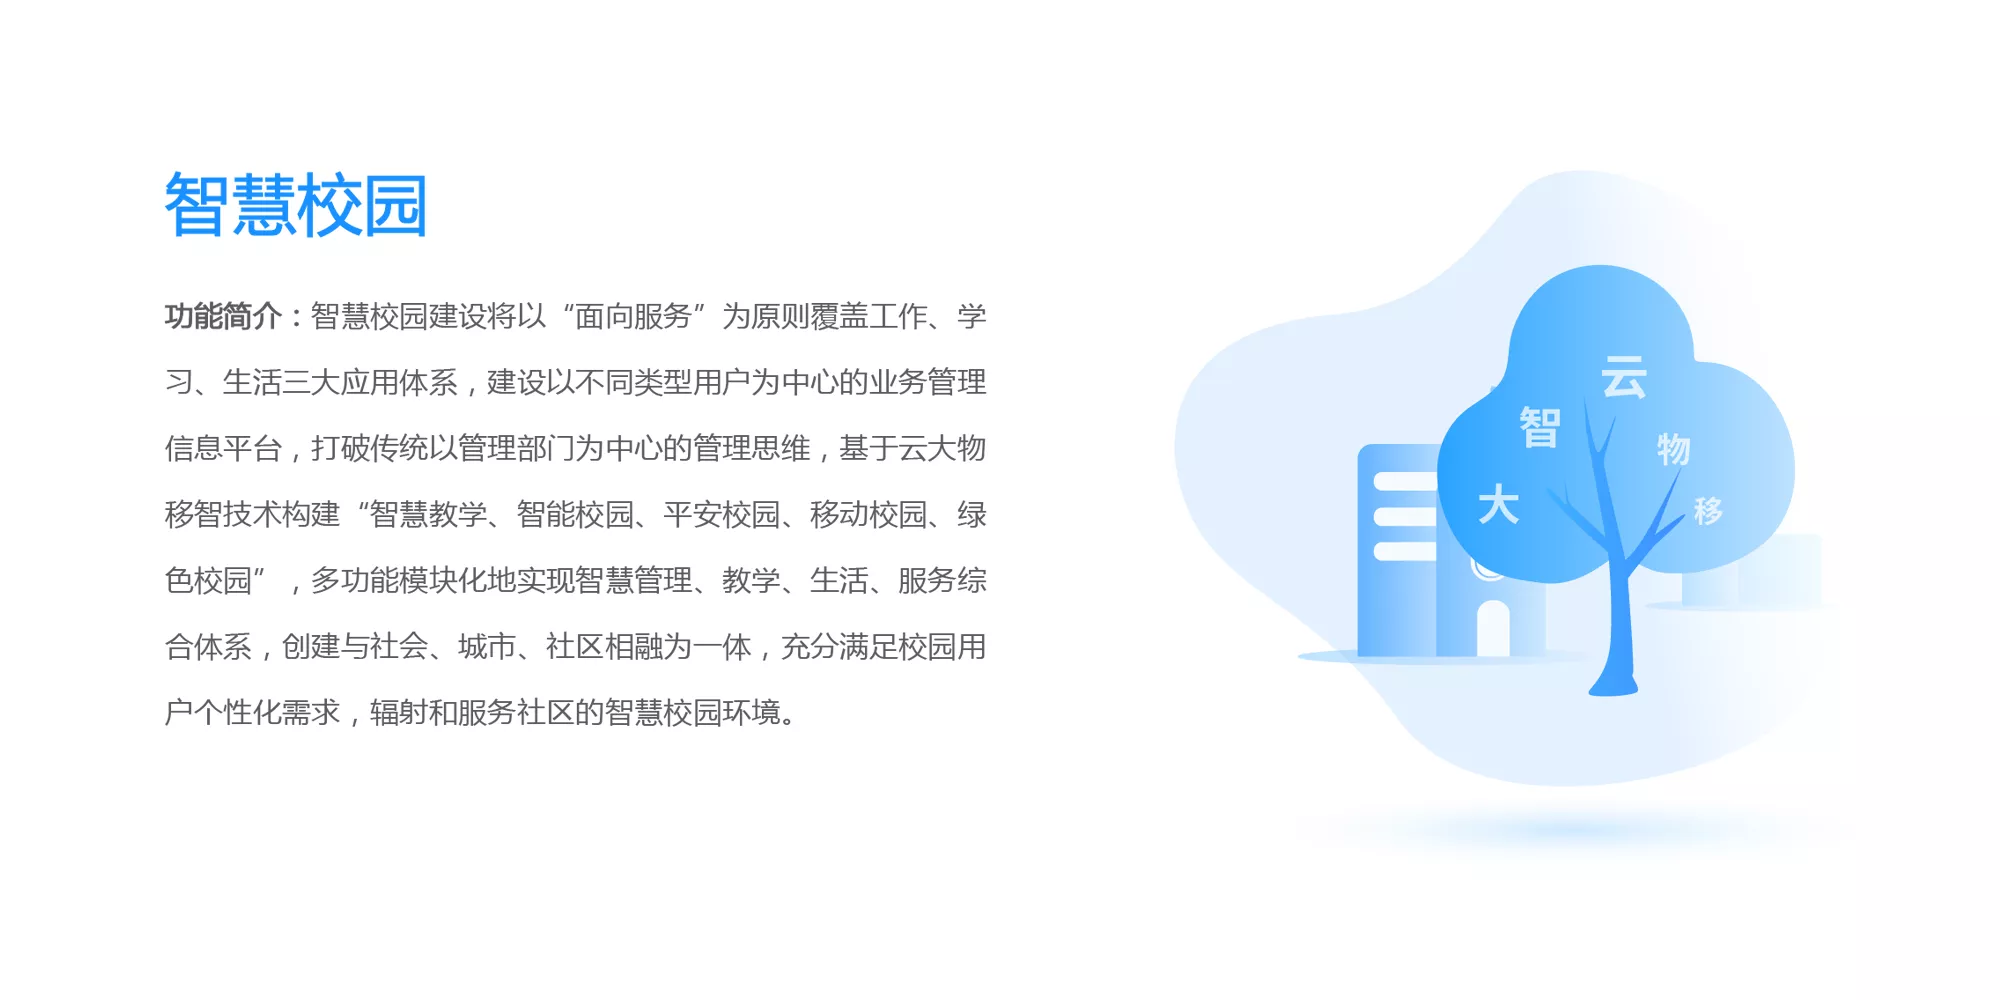 智慧校园
功能简介：智慧校园建设将以“面向服务”为原则覆盖工作、学
习、生活三大应用体系，建设以不同类型用户为中心的业务管理
信息平台，打破传统以管理部门为中心的管理思维，基于云大物
移智技术构建“智慧教学、智能校园、平安校园、移动校园、绿
色校园”，多功能模块化地实现智慧管理、教学、生活、服务综
合体系，创建与社会、城市、社区相融为一体，充分满足校园用
户个性化需求，辐射和服务社区的智慧校园环境。
云
智
物
大
移